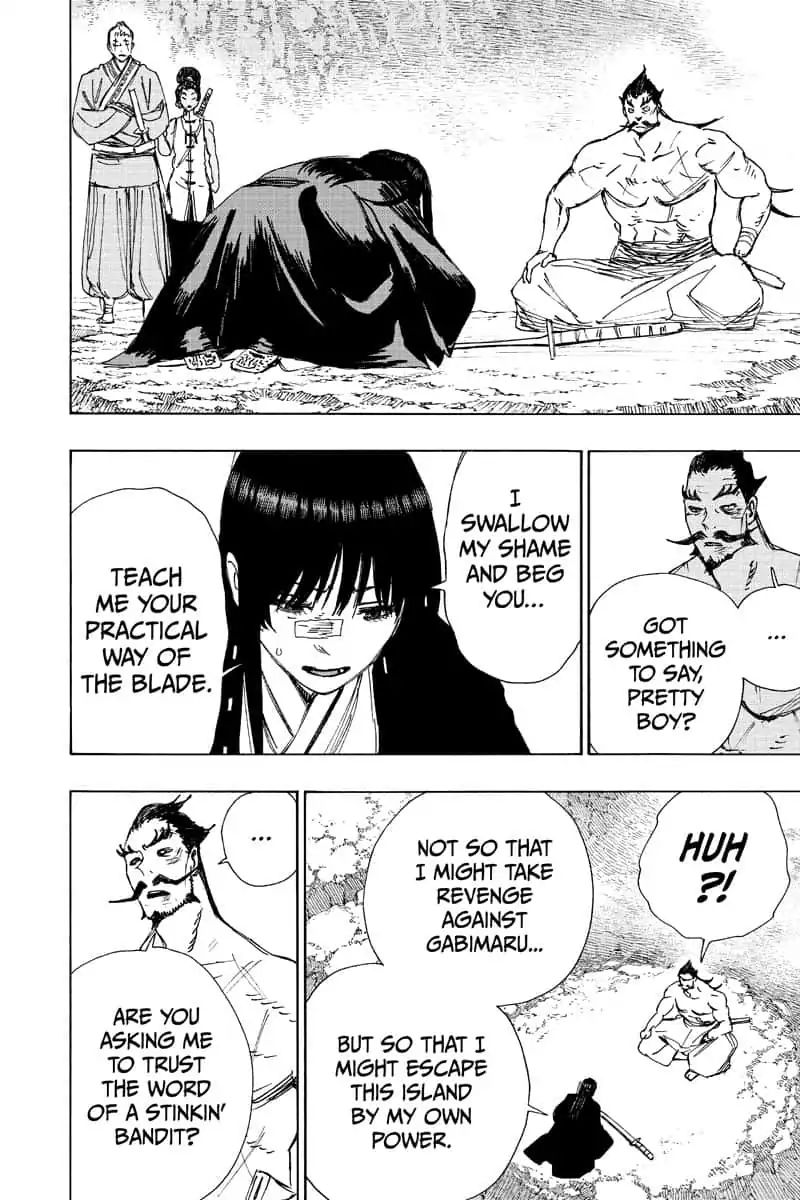 ...
GOT
SOMETHING
TO SAY,
PRETTY
BOY?
I
SWALLOW
MY SHAME
AND BEG
YOU...
TEACH
ME YOUR
PRACTICAL
WAY OF
THE BLADE.
HUH
?!
NOT SO THAT
I MIGHT TAKE
REVENGE
AGAINST
GABIMARU...
BUT SO THAT I
MIGHT ESCAPE
THIS ISLAND
BY MY OWN
POWER.
...
ARE YOU
ASKING ME
TO TRUST
THE WORD
OF A STINKIN'
BANDIT?